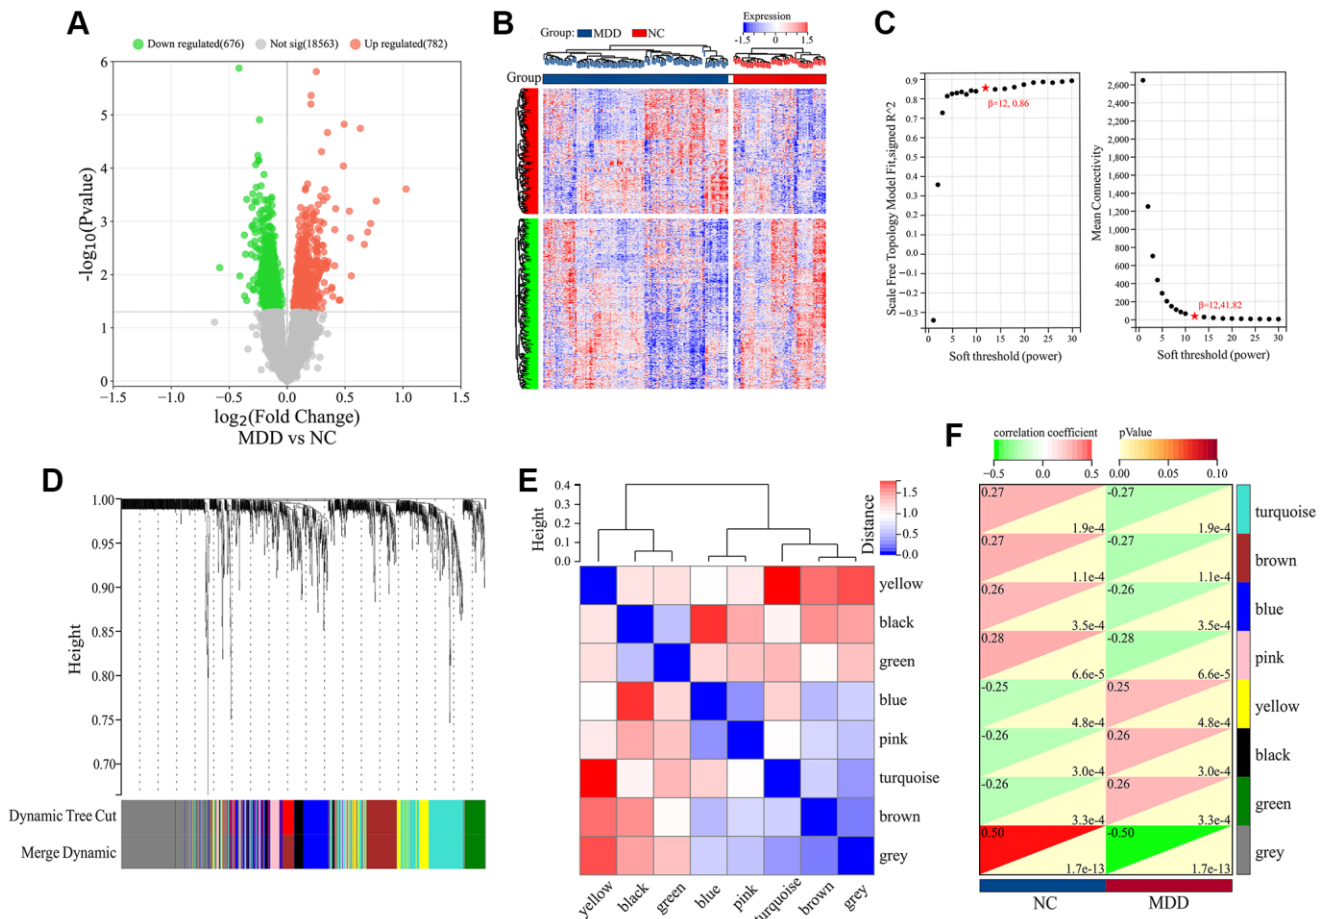 A
Down regulated(676) Not sig(18563) Up regulated(782)
6
5
4
3
2
1
0
-log10(Pvalue)
−1.5 −1.0 −0.5 0.0 0.5 1.0 1.5
log2(Fold Change)
MDD vs NC
B
Expression
-1.5 0 1.5
Group: MDD NC
Group
C
0.9
0.8
0.7
0.6
0.5
0.4
0.3
0.2
0.1
0.0
−0.1
−0.2
−0.3
Scale Free Topology Model Fit,signed R^2
β=12, 0.86
0 5 10 15 20 25 30
Soft threshold (power)
2,600
2,400
2,200
2,000
1,800
1,600
1,400
1,200
1,000
800
600
400
200
0
Mean Connectivity
β=12,41.82
0 5 10 15 20 25 30
Soft threshold (power)
D
1.00
0.95
0.90
0.85
0.80
0.75
0.70
Height
Dynamic Tree Cut
Merge Dynamic
E
0.4
0.3
0.2
0.1
0.0
Height
1.5
1.0
0.5
0.0
Distance
yellow
black
green
blue
pink
turquoise
brown
grey
yellow black green blue pink turquoise brown grey
F
correlation coefficient pValue
−0.5 0.0 0.5 0.00 0.05 0.10
0.27 -0.27
1.9e-4 1.9e-4 turquoise
0.27 -0.27
1.1e-4 1.1e-4 brown
0.26 -0.26
3.5e-4 3.5e-4 blue
0.28 -0.28
6.6e-5 6.6e-5 pink
-0.25 0.25
4.8e-4 4.8e-4 yellow
-0.26 0.26
3.0e-4 3.0e-4 black
-0.26 0.26
3.3e-4 3.3e-4 green
0.50 -0.50
1.7e-13 1.7e-13 grey
NC MDD